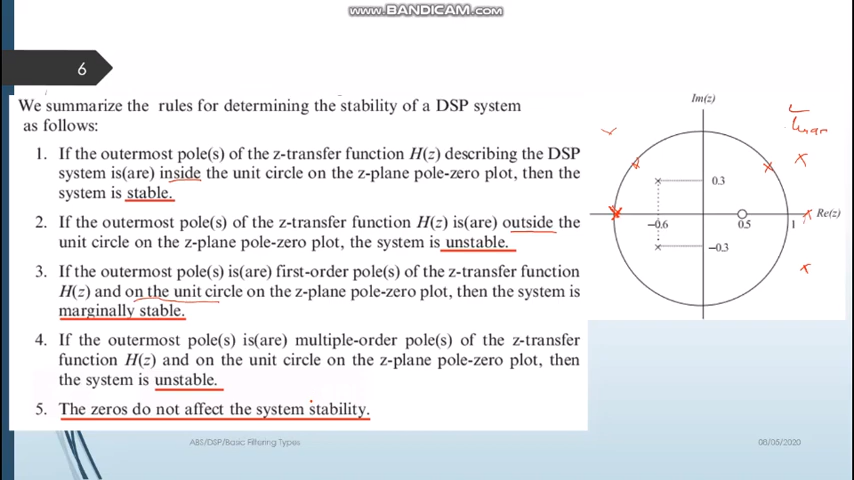 www.BANDICAM.com
6
We summarize the rules for determining the stability of a DSP system
as follows:
1. If the outermost pole(s) of the z-transfer function H(z) describing the DSP
system is(are) inside the unit circle on the z-plane pole-zero plot, then the
system is stable.
2. If the outermost pole(s) of the z-transfer function H(z) is(are) outside the
unit circle on the z-plane pole-zero plot, the system is unstable.
3. If the outermost pole(s) is(are) first-order pole(s) of the z-transfer function
H(z) and on the unit circle on the z-plane pole-zero plot, then the system is
marginally stable.
4. If the outermost pole(s) is(are) multiple-order pole(s) of the z-transfer
function H(z) and on the unit circle on the z-plane pole-zero plot, then
the system is unstable.
5. The zeros do not affect the system stability.
Im(z)
0.3
Re(z)
−0.6
0.5
1
−0.3
ABS/DSP/Basic Filtering Types
08/05/2020